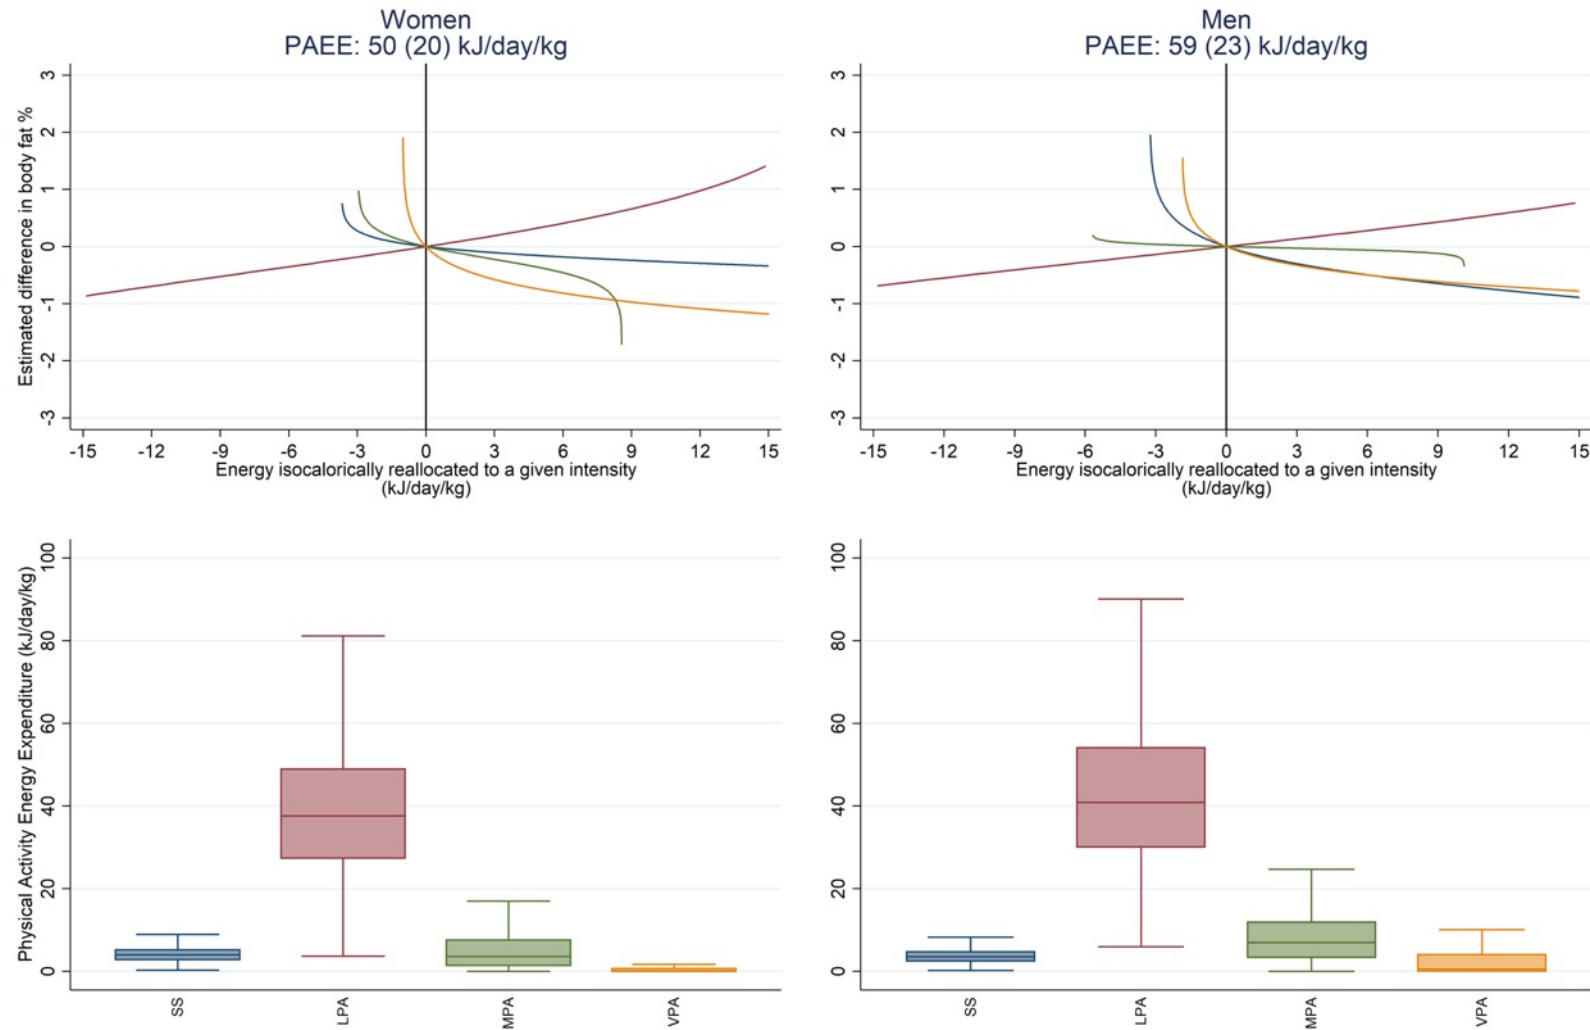 Women
PAEE: 50 (20) kJ/day/kg
Men
PAEE: 59 (23) kJ/day/kg
Estimated difference in body fat %
3
2
1
0
-1
-2
-3
-15 -12 -9 -6 -3 0 3 6 9 12 15
Energy isocalorically reallocated to a given intensity
(kJ/day/kg)
3
2
1
0
-1
-2
-3
-15 -12 -9 -6 -3 0 3 6 9 12 15
Energy isocalorically reallocated to a given intensity
(kJ/day/kg)
Physical Activity Energy Expenditure (kJ/day/kg)
100
80
60
40
20
0
SS LPA MPA VPA
100
80
60
40
20
0
SS LPA MPA VPA